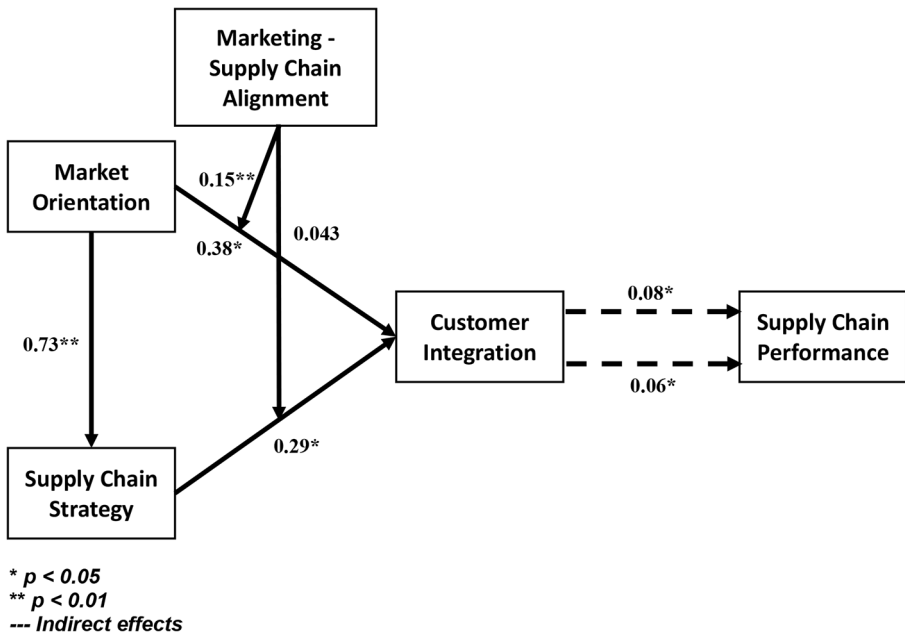 Marketing -
Supply Chain
Alignment
Market
Orientation
0.15**
0.38*
0.043
0.73**
Customer
Integration
0.08*
0.06*
Supply Chain
Performance
0.29*
Supply Chain
Strategy
* p < 0.05
** p < 0.01
--- Indirect effects